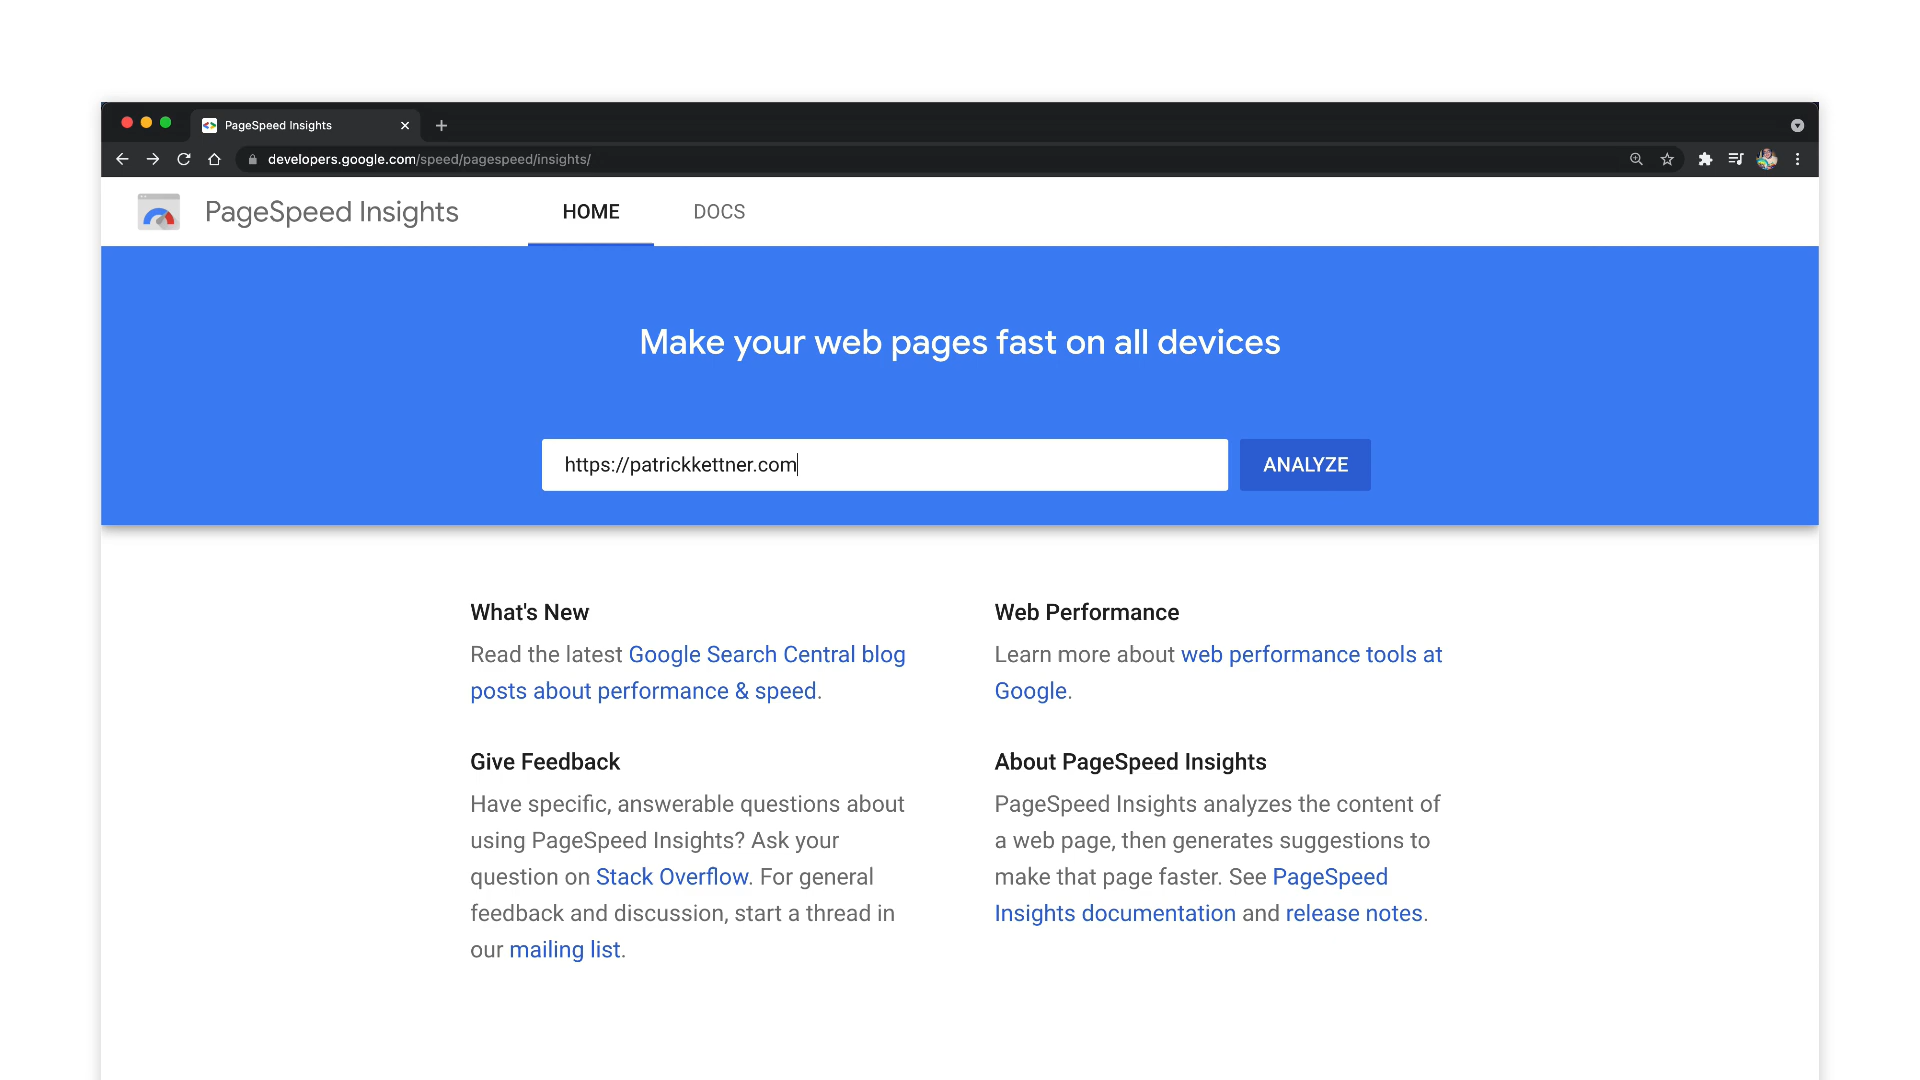 PageSpeed Insights
developers.google.com/speed/pagespeed/insights/
PageSpeed Insights
HOME
DOCS
Make your web pages fast on all devices
https://patrickkettner.com
ANALYZE
What's New
Read the latest Google Search Central blog
posts about performance & speed.
Web Performance
Learn more about web performance tools at
Google.
Give Feedback
Have specific, answerable questions about
using PageSpeed Insights? Ask your
question on Stack Overflow. For general
feedback and discussion, start a thread in
our mailing list.
About PageSpeed Insights
PageSpeed Insights analyzes the content of
a web page, then generates suggestions to
make that page faster. See PageSpeed
Insights documentation and release notes.